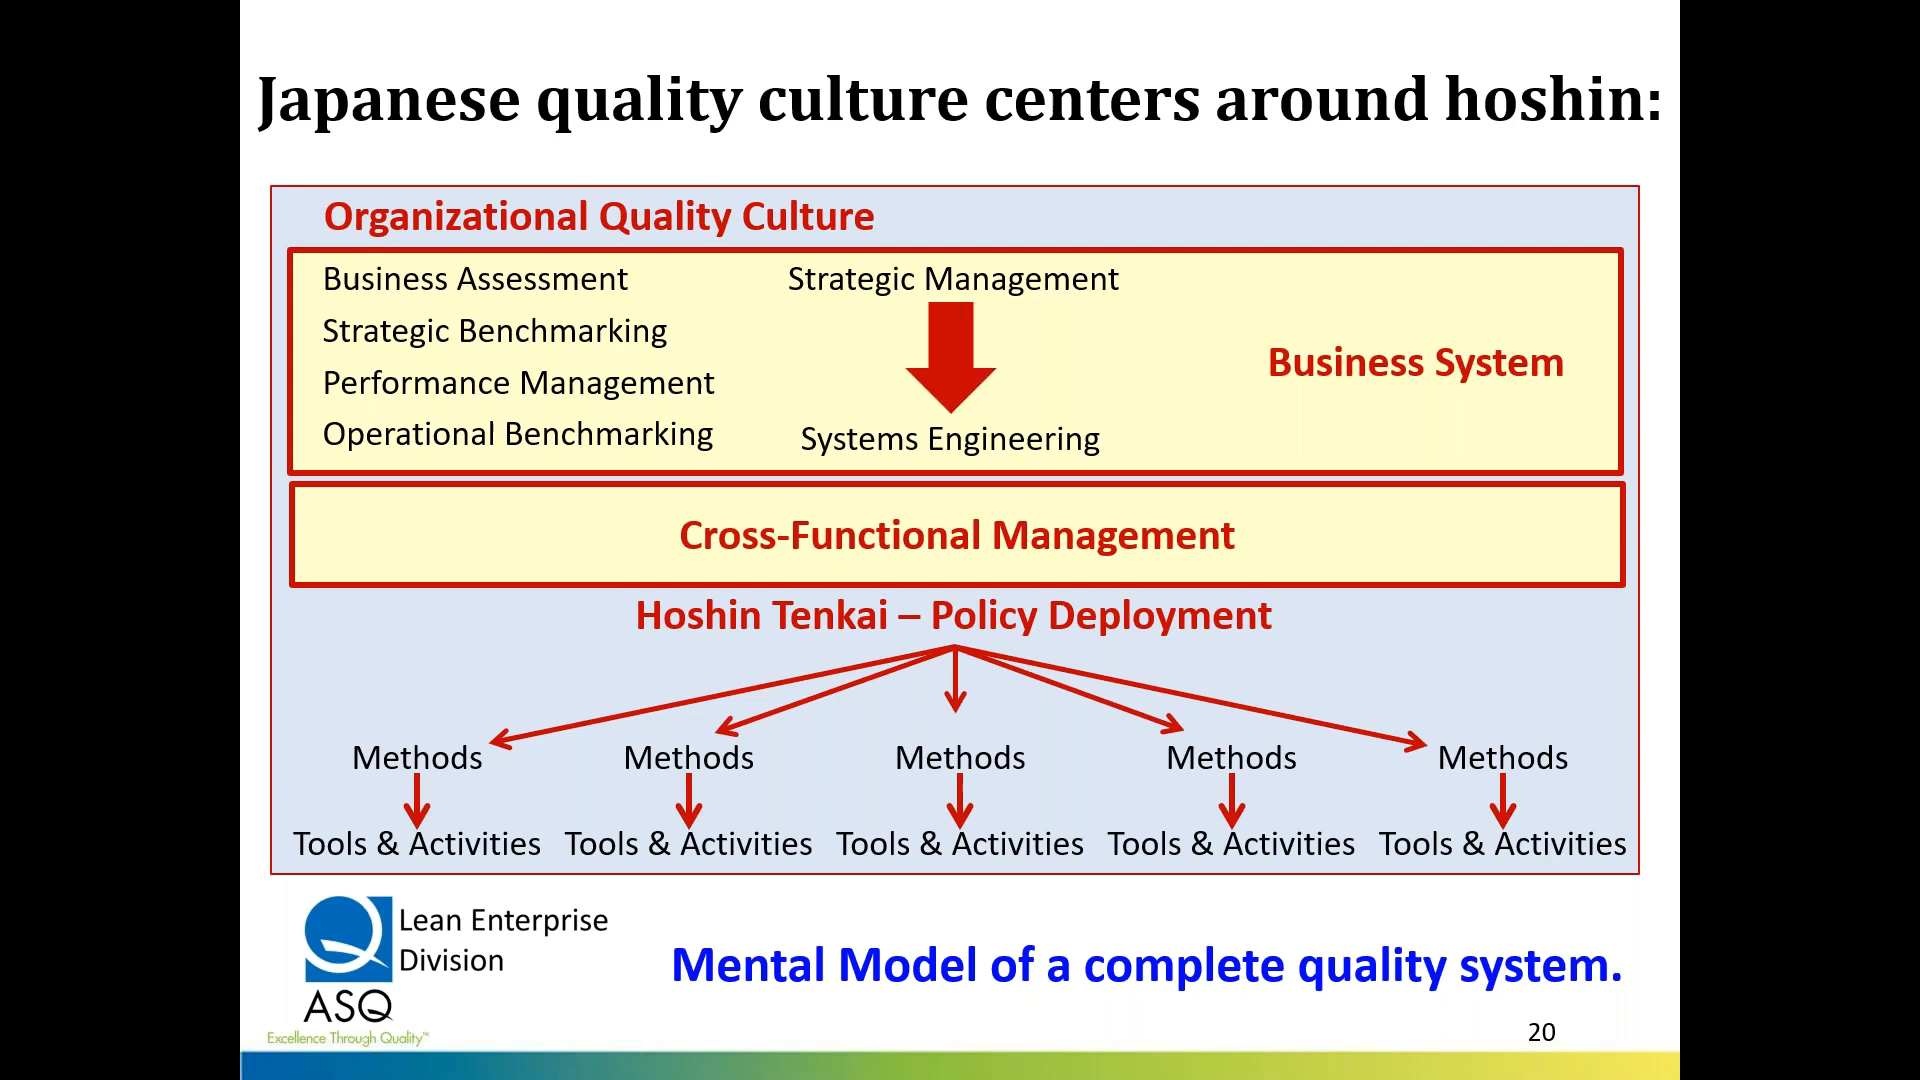 Japanese quality culture centers around hoshin:
Organizational Quality Culture
Business Assessment
Strategic Benchmarking
Performance Management
Operational Benchmarking
Strategic Management
Systems Engineering
Business System
Cross-Functional Management
Hoshin Tenkai – Policy Deployment
Methods Methods Methods Methods Methods
Tools & Activities Tools & Activities Tools & Activities Tools & Activities Tools & Activities
Lean Enterprise
Division
ASQ
Excellence Through Quality™
Mental Model of a complete quality system.
20